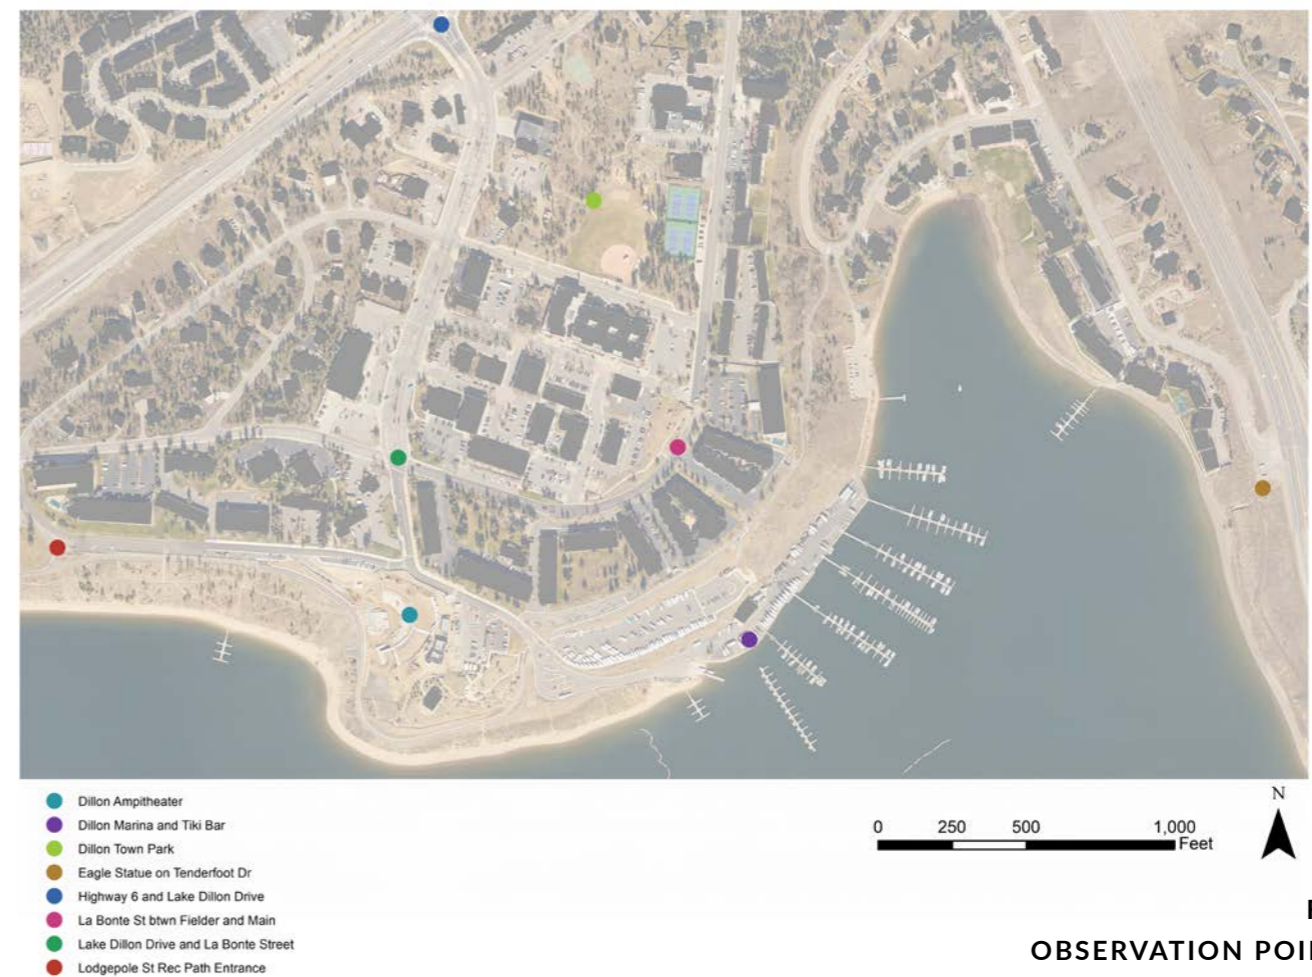 Dillon Ampitheater
Dillon Marina and Tiki Bar
Dillon Town Park
Eagle Statue on Tenderfoot Dr
Highway 6 and Lake Dillon Drive
La Bonte St btwn Fielder and Main
Lake Dillon Drive and La Bonte Street
Lodgepole St Rec Path Entrance
0 250 500 1,000
Feet
N
OBSERVATION POI